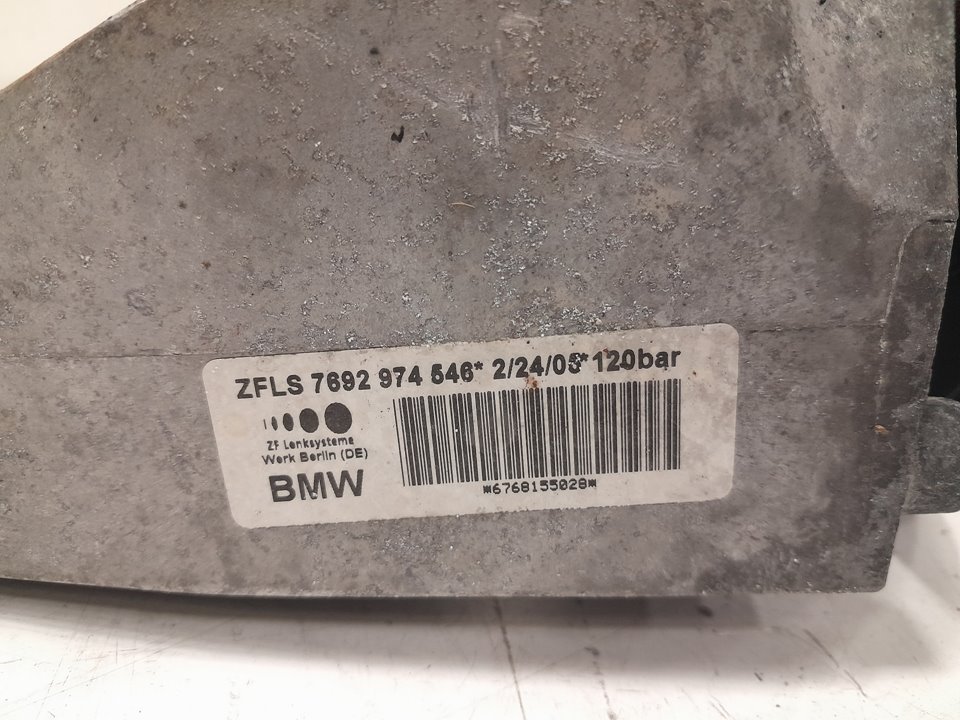 ZFLS 7692 974 546* 2/24/05*120bar
ZF Lenksysteme
Werk Berlin (DE)
BMW
*6768155028*